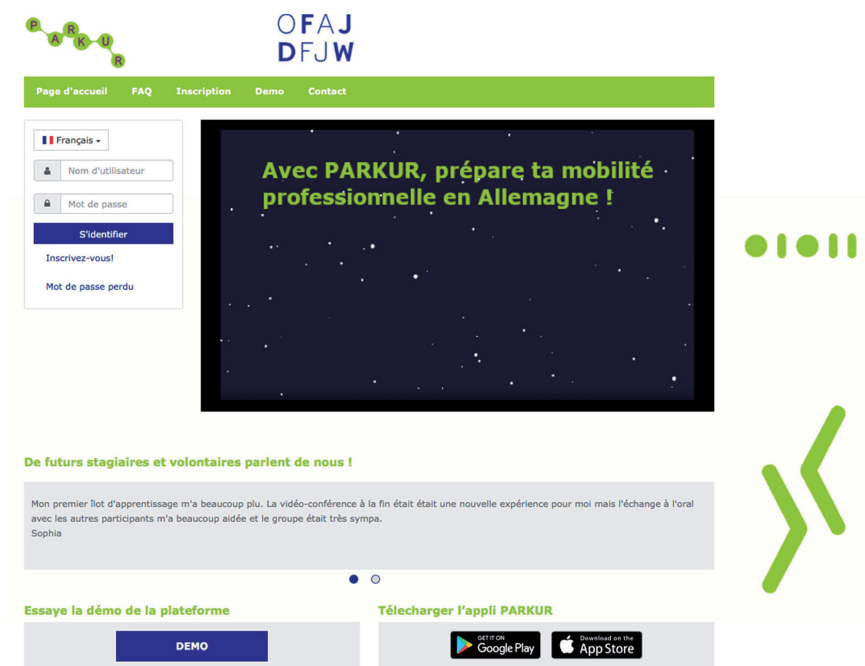 PARKUR
OFAJ
DFJW
Page d'accueil FAQ Inscription Demo Contact
Français
Nom d'utilisateur
Mot de passe
S'identifier
Inscrivez-vous!
Mot de passe perdu
Avec PARKUR, prépare ta mobilité
professionnelle en Allemagne !
De futurs stagiaires et volontaires parlent de nous !
Mon premier îlot d'apprentissage m'a beaucoup plu. La vidéo-conférence à la fin était était une nouvelle expérience pour moi mais l'échange à l'oral
avec les autres participants m'a beaucoup aidée et le groupe était très sympa.
Sophia
Essaye la démo de la plateforme
DEMO
Télecharger l'appli PARKUR
GET IT ON
Google Play
Download on the
App Store